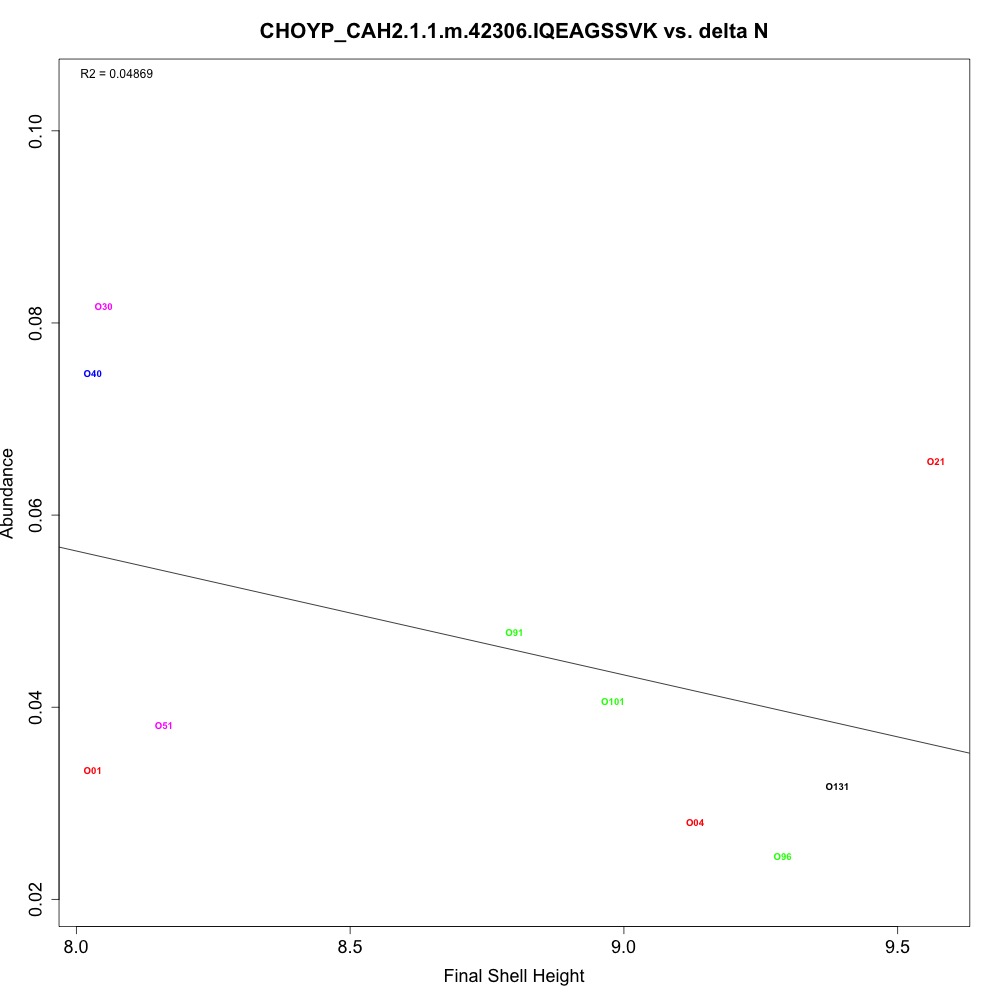 CHOYP_CAH2.1.1.m.42306.IQEAGSSVK vs. delta N
R2 = 0.04869
0.10
0.08
0.06
0.04
0.02
Abundance
O30
O40
O21
O91
O101
O51
O01
O131
O04
O96
8.0 8.5 9.0 9.5
Final Shell Height